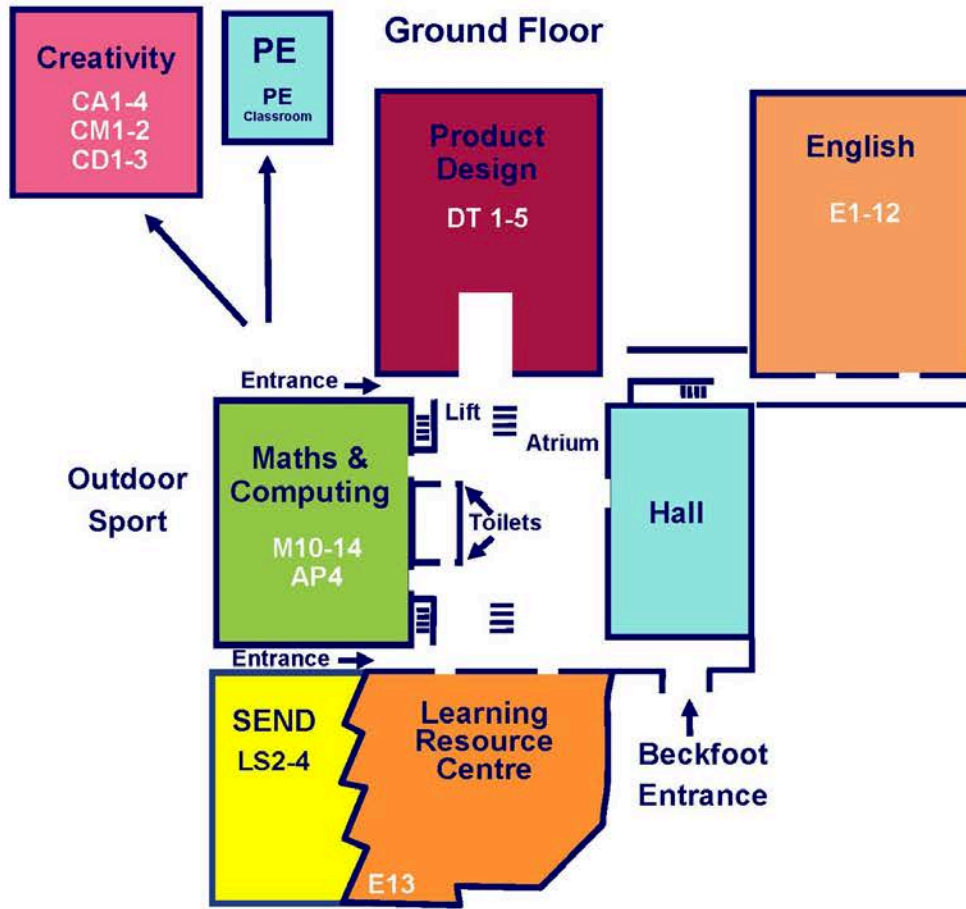 Ground Floor
Creativity
CA1-4
CM1-2
CD1-3
PE
PE
Classroom
Product
Design
DT 1-5
English
E1-12
Entrance
Lift
Atrium
Outdoor
Sport
Maths &
Computing
M10-14
AP4
Toilets
Hall
Entrance
SEND
LS2-4
Learning
Resource
Centre
E13
Beckfoot
Entrance